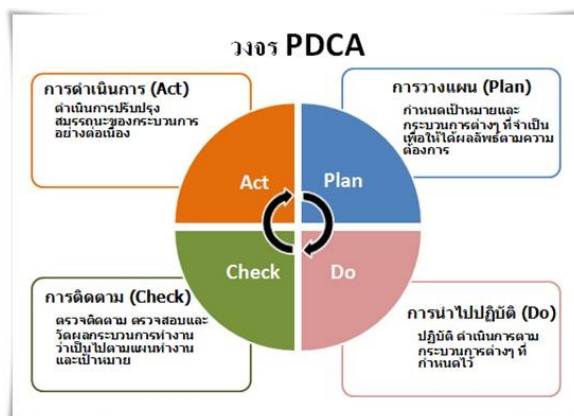 วงจร PDCA
การดำเนินการ (Act)
ดำเนินการปรับปรุง
สมรรถนะของกระบวนการ
อย่างต่อเนื่อง
การวางแผน (Plan)
กำหนดเป้าหมายและ
กระบวนการต่างๆ ที่จำเป็น
เพื่อให้ได้ผลลัพธ์ตามความ
ต้องการ
Act
Plan
Check
Do
การติดตาม (Check)
ตรวจติดตาม ตรวจสอบและ
วัดผลกระบวนการทำงาน
ว่าเป็นไปตามแผนทำงาน
และเป้าหมาย
การนำไปปฏิบัติ (Do)
ปฏิบัติ ดำเนินการตาม
กระบวนการต่างๆ ที่
กำหนดไว้